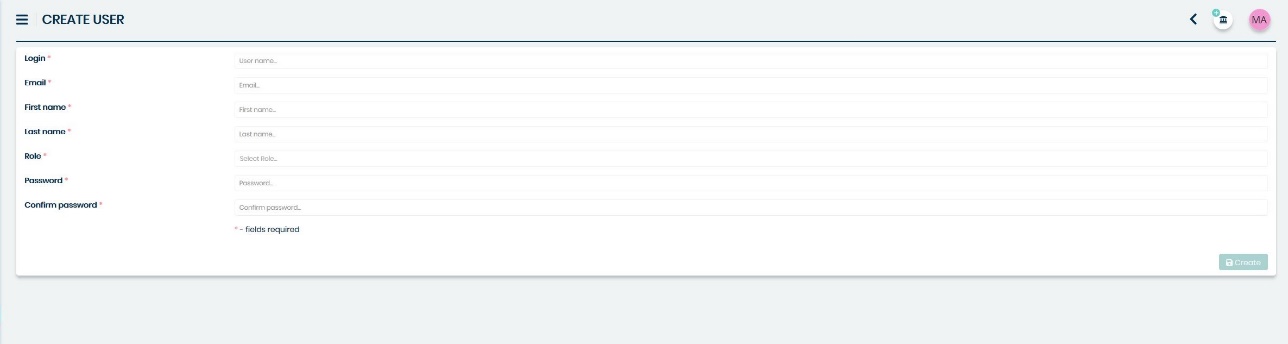 CREATE USER
MA
Login *
User name...
Email *
Email...
First name *
First name...
Last name *
Last name...
Role *
Select Role...
Password *
Password...
Confirm password *
Confirm password...
* - fields required
Create